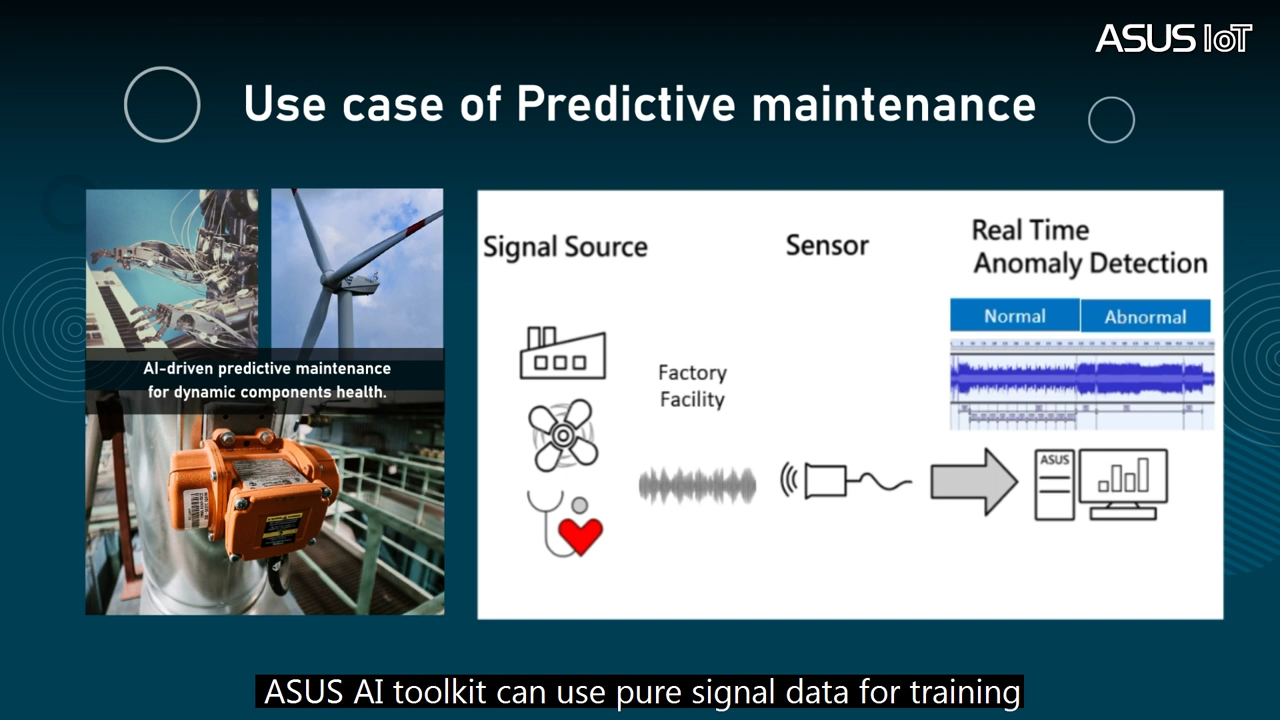 ASUS IoT
Use case of Predictive maintenance
AI-driven predictive maintenance
for dynamic components health.
Signal Source
Sensor
Real Time
Anomaly Detection
Normal
Abnormal
Factory
Facility
ASUS
ASUS AI toolkit can use pure signal data for training